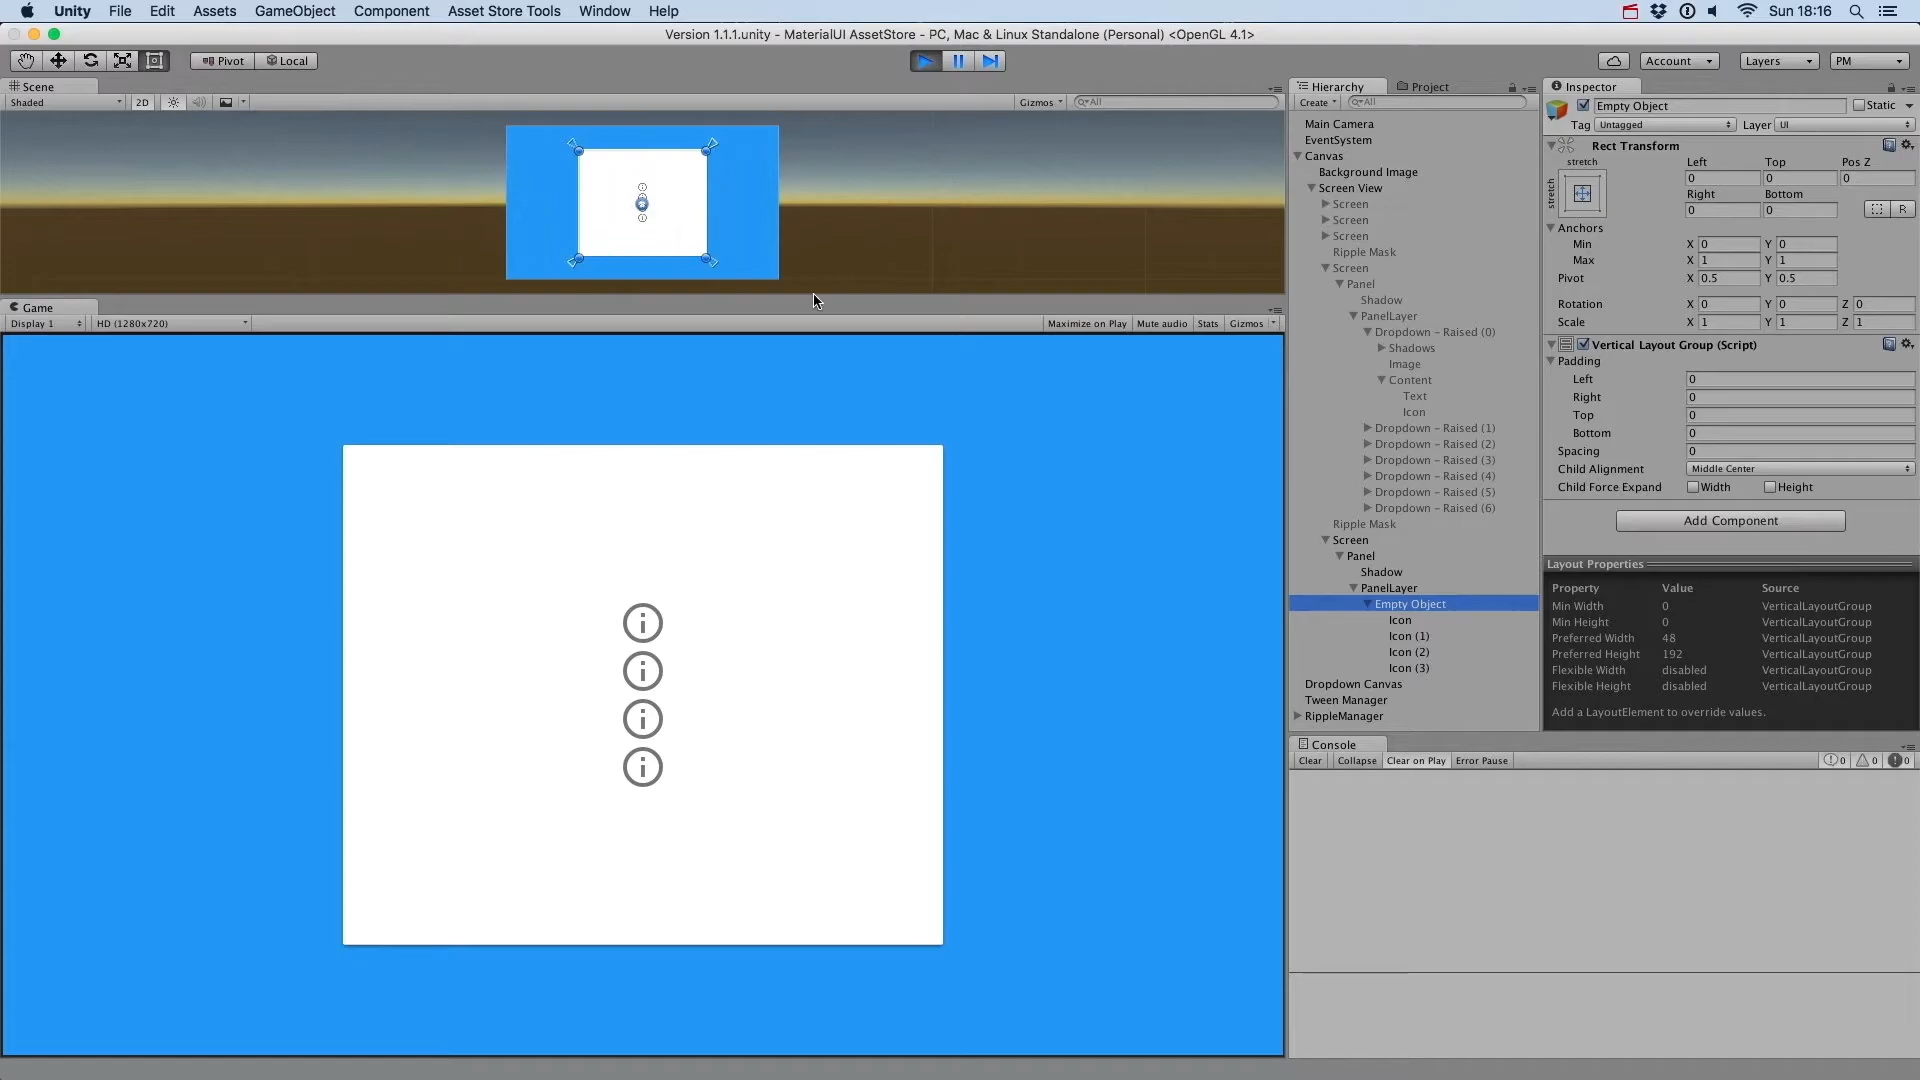 Unity File Edit Assets GameObject Component Asset Store Tools Window Help Sun 18:16
Version 1.1.1.unity - MaterialUI AssetStore - PC, Mac & Linux Standalone (Personal) <OpenGL 4.1>
Pivot Local Account Layers PM
Scene
Shaded 2D Gizmos All
Game
Display 1 HD (1280x720) Maximize on Play Mute audio Stats Gizmos
Hierarchy Project
Create All
Main Camera
EventSystem
Canvas
Background Image
Screen View
Screen
Screen
Screen
Ripple Mask
Screen
Panel
Shadow
PanelLayer
Dropdown - Raised (0)
Shadows
Image
Content
Text
Icon
Dropdown - Raised (1)
Dropdown - Raised (2)
Dropdown - Raised (3)
Dropdown - Raised (4)
Dropdown - Raised (5)
Dropdown - Raised (6)
Ripple Mask
Screen
Panel
Shadow
PanelLayer
Empty Object
Icon
Icon (1)
Icon (2)
Icon (3)
Dropdown Canvas
Tween Manager
RippleManager
Inspector
Empty Object Static
Tag Untagged Layer UI
Rect Transform
stretch Left Top Pos Z
stretch 0 0 0
Right Bottom
0 0 R
Anchors
Min X 0 Y 0
Max X 1 Y 1
Pivot X 0.5 Y 0.5
Rotation X 0 Y 0 Z 0
Scale X 1 Y 1 Z 1
Vertical Layout Group (Script)
Padding
Left 0
Right 0
Top 0
Bottom 0
Spacing 0
Child Alignment Middle Center
Child Force Expand Width Height
Add Component
Layout Properties
Property Value Source
Min Width 0 VerticalLayoutGroup
Min Height 0 VerticalLayoutGroup
Preferred Width 48 VerticalLayoutGroup
Preferred Height 192 VerticalLayoutGroup
Flexible Width disabled VerticalLayoutGroup
Flexible Height disabled VerticalLayoutGroup
Add a LayoutElement to override values.
Console
Clear Collapse Clear on Play Error Pause 0 0 0